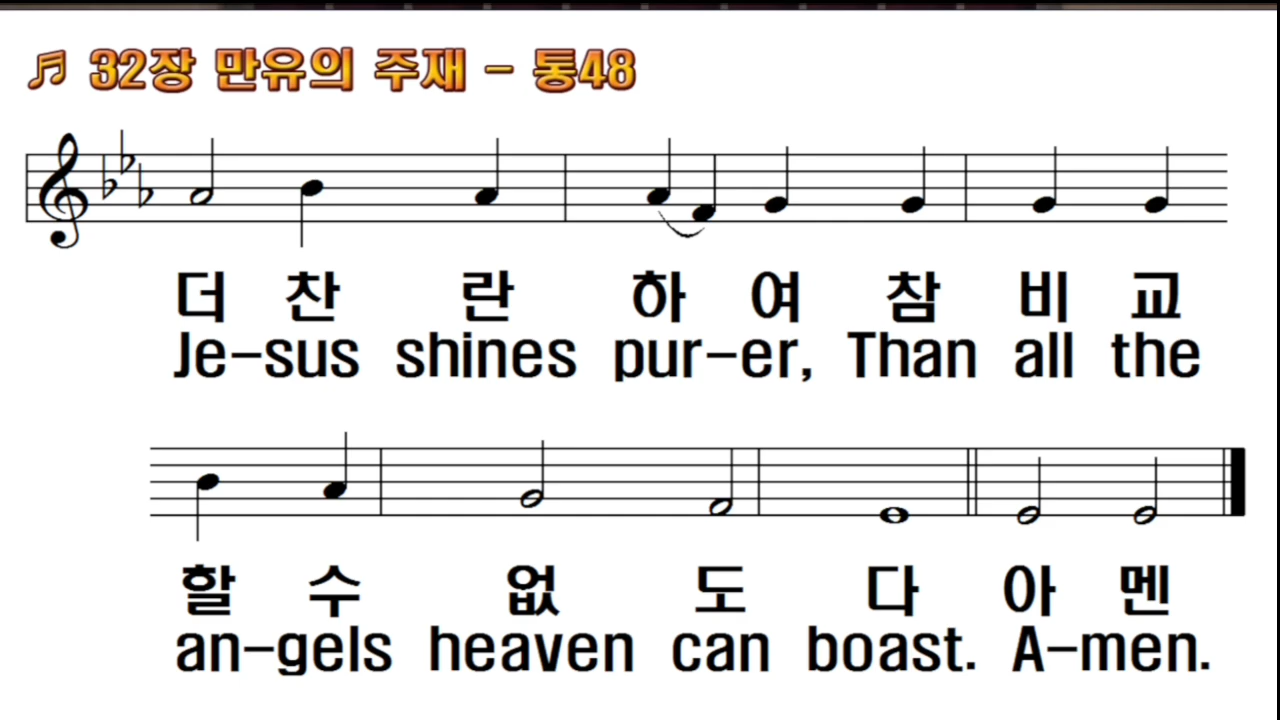 ♬ 32장 만유의 주재 - 통48
더 찬 란 하 여 참 비 교
Je-sus shines pur-er, Than all the
할 수 없 도 다 아 멘
an-gels heaven can boast. A-men.